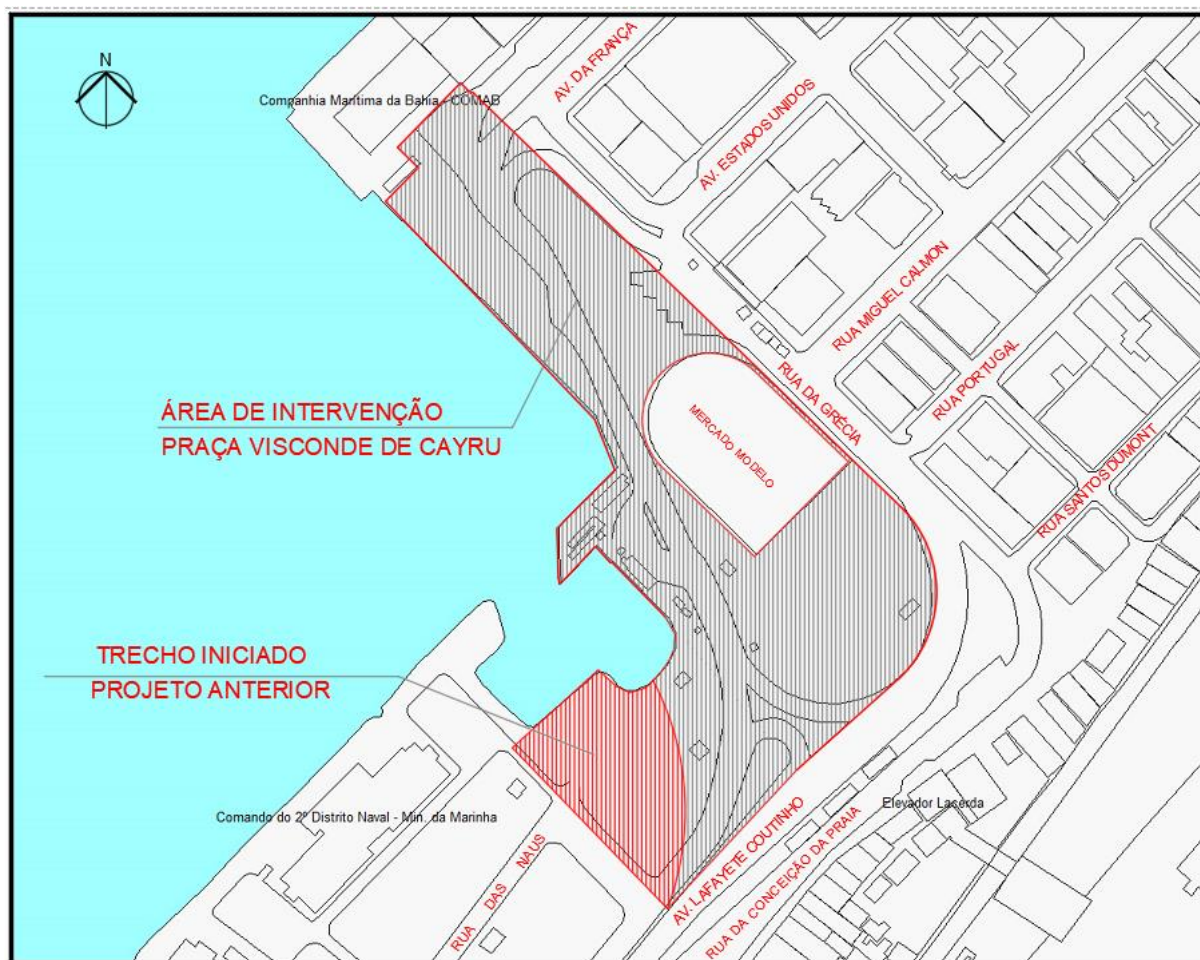 N
Companhia Marítima da Bahia - COMAB
AV. DA FRANÇA
AV. ESTADOS UNIDOS
RUA MIGUEL CALMON
RUA PORTUGAL
RUA DA GRÉCIA
RUA SANTOS DUMONT
MERCADO MODELO
ÁREA DE INTERVENÇÃO
PRAÇA VISCONDE DE CAYRU
TRECHO INICIADO
PROJETO ANTERIOR
Comando do 2º Distrito Naval - Min. da Marinha
Elevador Lacerda
RUA DAS NAUS
AV. LAFAYETE COUTINHO
RUA DA CONCEIÇÃO DA PRAIA